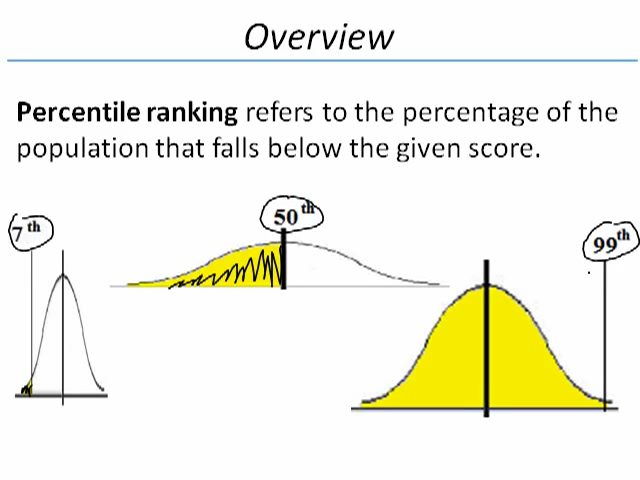 Overview
Percentile ranking refers to the percentage of the
population that falls below the given score.
7th
50th
99th